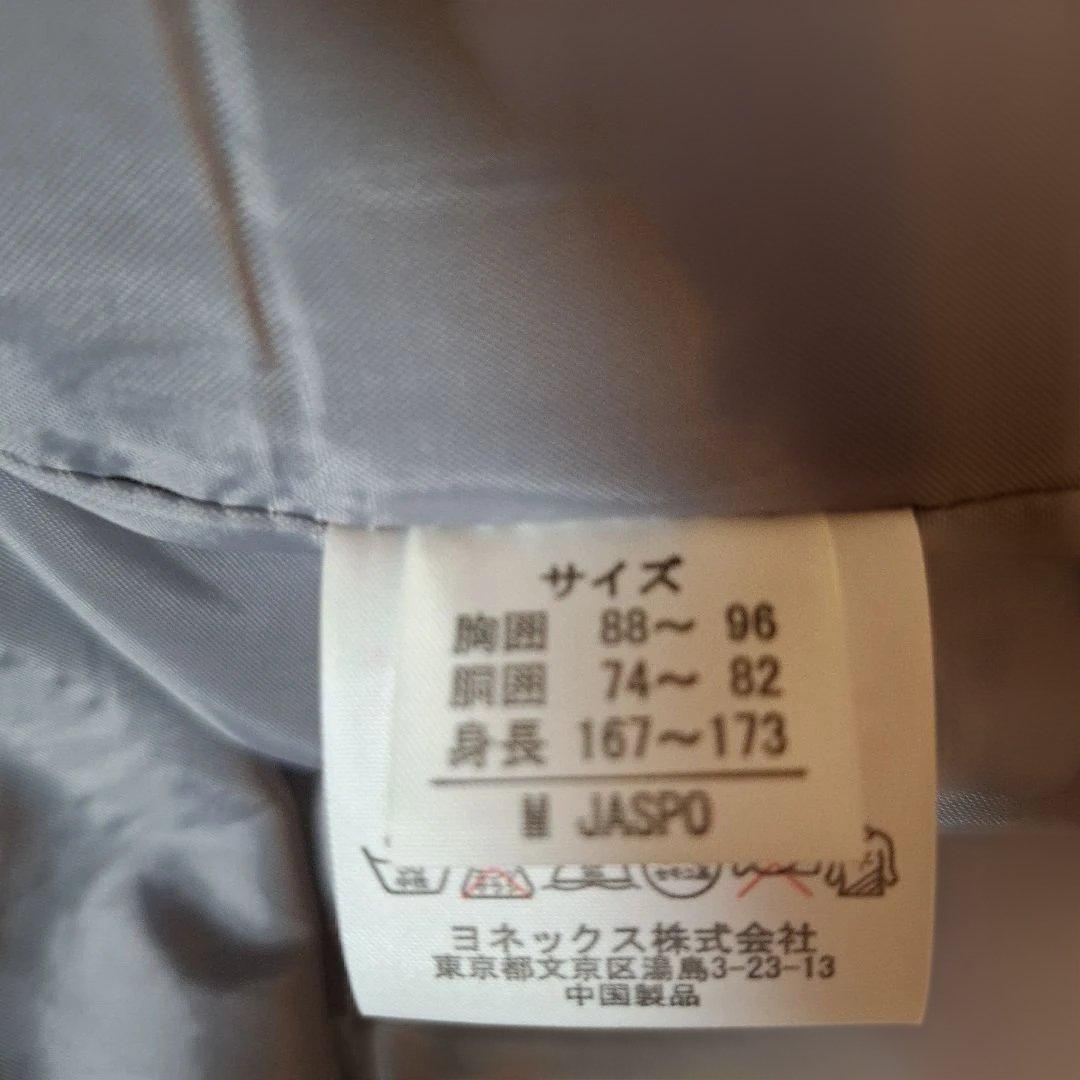 サイズ
胸囲 88～ 96
胴囲 74～ 82
身長 167～173
M JASPO
ヨネックス株式会社
東京都文京区湯島3-23-13
中国製品